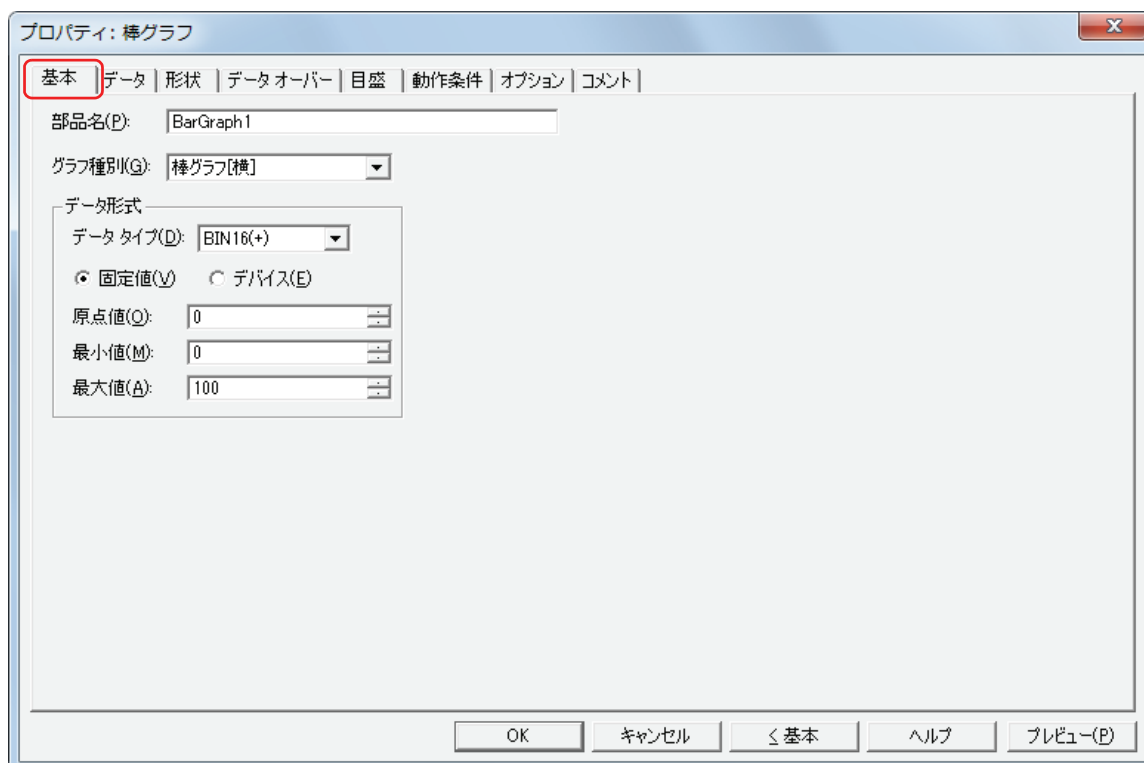 プロパティ: 棒グラフ
基本 データ 形状 データ オーバー 目盛 動作条件 オプション コメント
部品名(P): BarGraph1
グラフ種別(G): 棒グラフ[横]
データ形式
データ タイプ(D): BIN16(+)
固定値(V) デバイス(E)
原点値(O): 0
最小値(M): 0
最大値(A): 100
OK キャンセル < 基本 ヘルプ プレビュー(P)